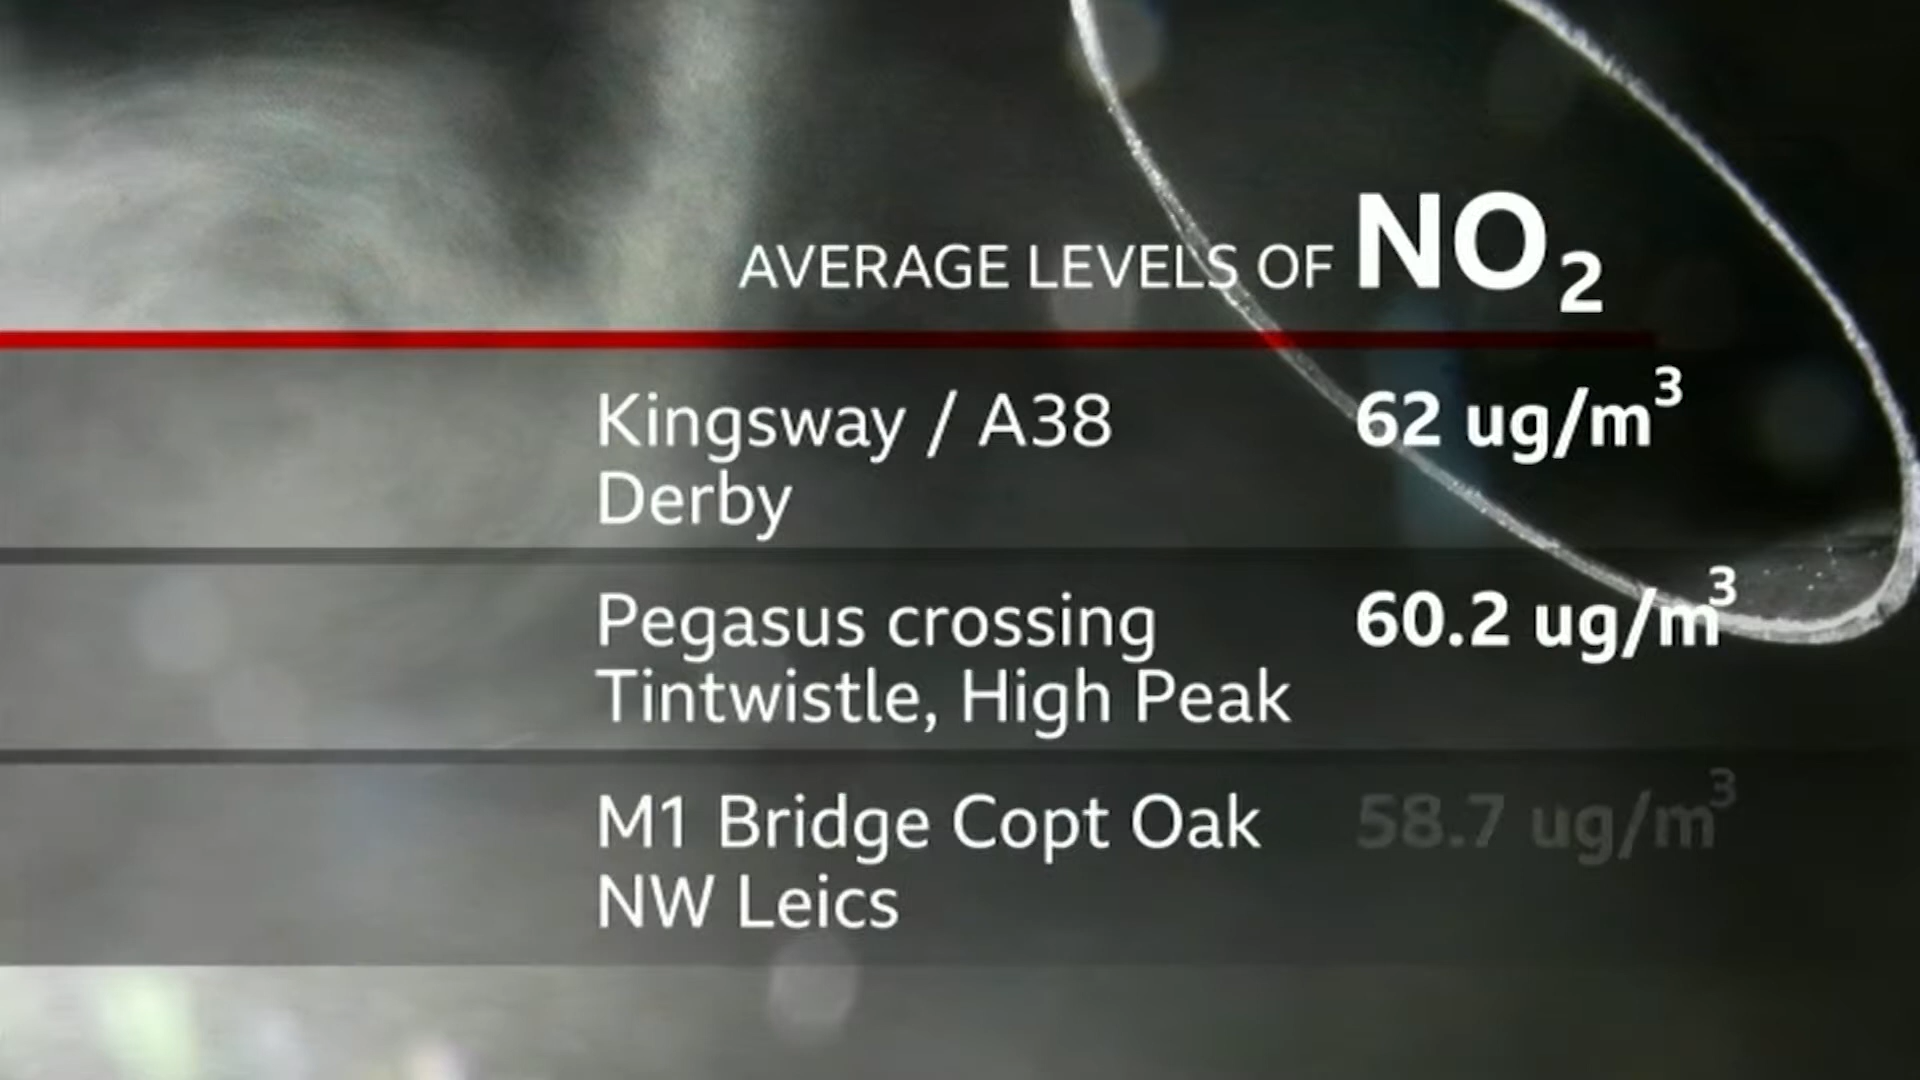 AVERAGE LEVELS OF NO₂
Kingsway / A38 62 ug/m³
Derby
Pegasus crossing 60.2 ug/m³
Tintwistle, High Peak
M1 Bridge Copt Oak 58.7 ug/m³
NW Leics